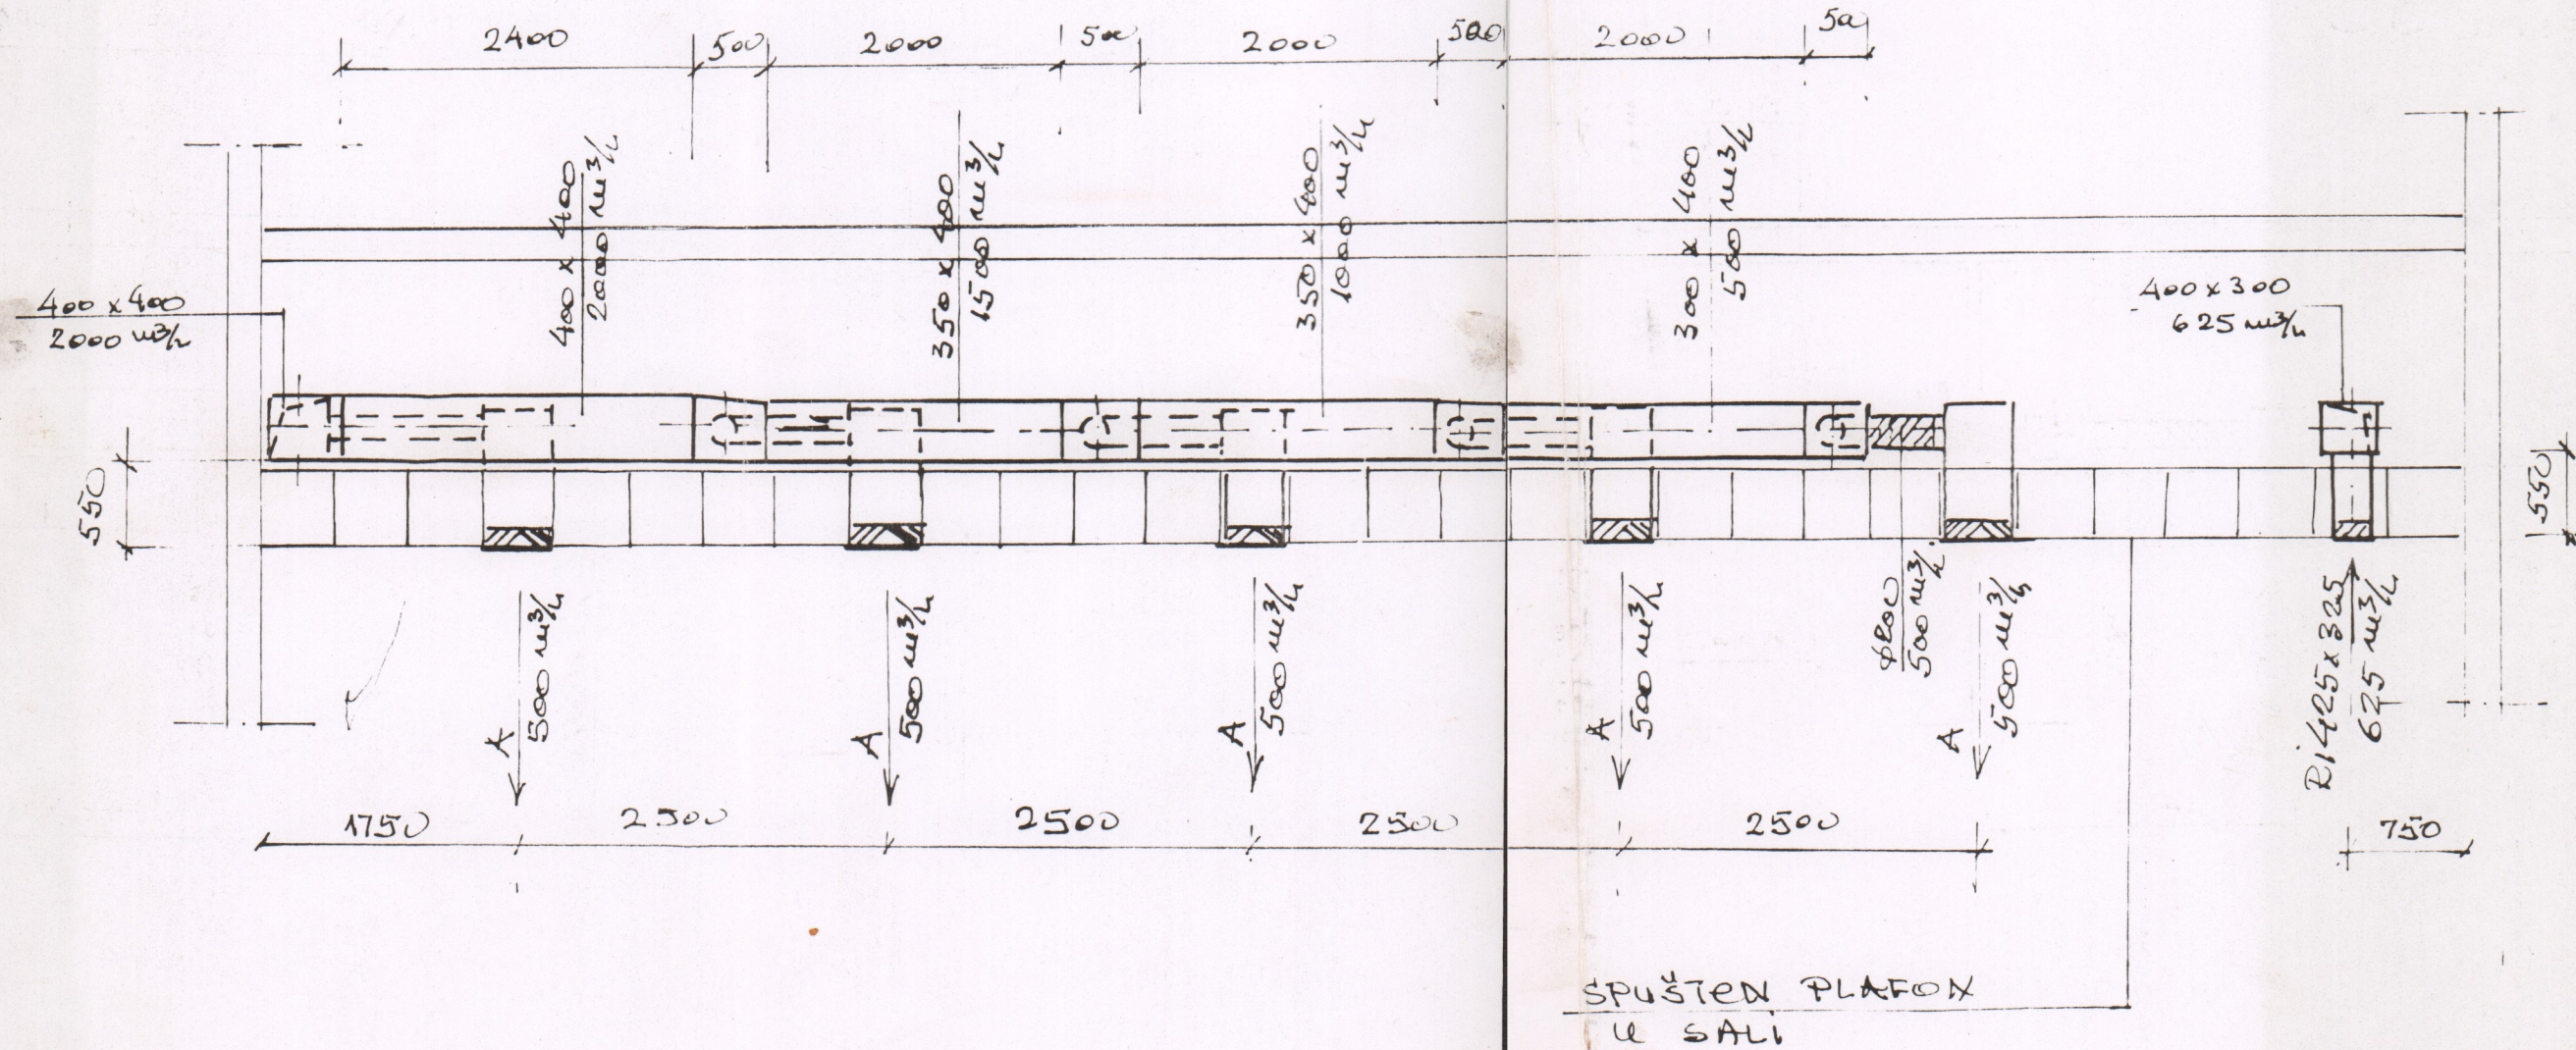 2400
500
2000
500
2000
500
2000
500
400 x 400
2000 m³/h
350 x 400
1500 m³/h
350 x 400
1000 m³/h
300 x 400
500 m³/h
400 x 400
2000 m³/h
400 x 300
625 m³/h
550
550
A
500 m³/h
A
500 m³/h
A
500 m³/h
A
500 m³/h
φ200
500 m³/h
A
500 m³/h
Ri 425 x 325
625 m³/h
1750
2500
2500
2500
2500
750
SPUŠTEN PLAFON
U SALI